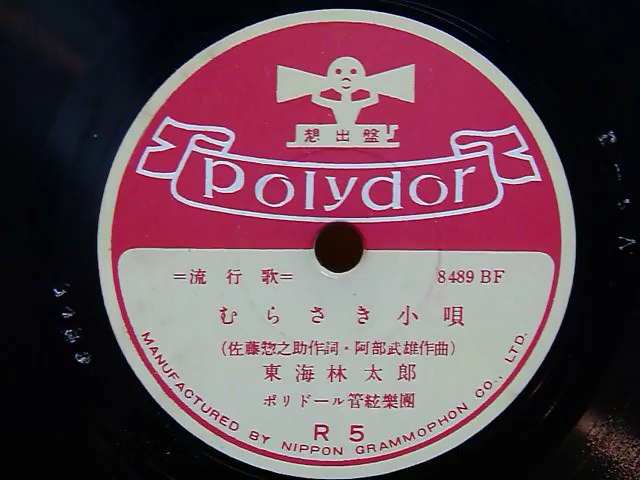 想出盤
polydor
=流行歌=
8489 BF
むらさき小唄
(佐藤惣之助作詞・阿部武雄作曲)
東海林太郎
ポリドール管絃樂團
R 5
MANUFACTURED BY NIPPON GRAMMOPHON CO., LTD.